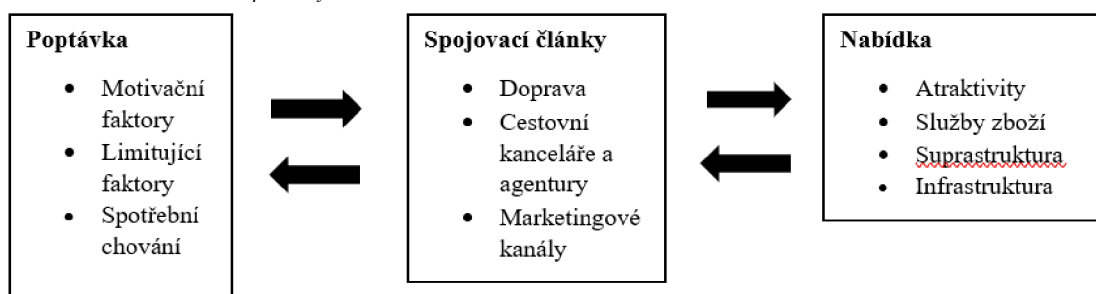 Poptávka
• Motivační
faktory
• Limitující
faktory
• Spotřební
chování
Spojovací články
• Doprava
• Cestovní
kanceláře a
agentury
• Marketingové
kanály
Nabídka
• Atraktivity
• Služby zboží
• Suprastruktura
• Infrastruktura